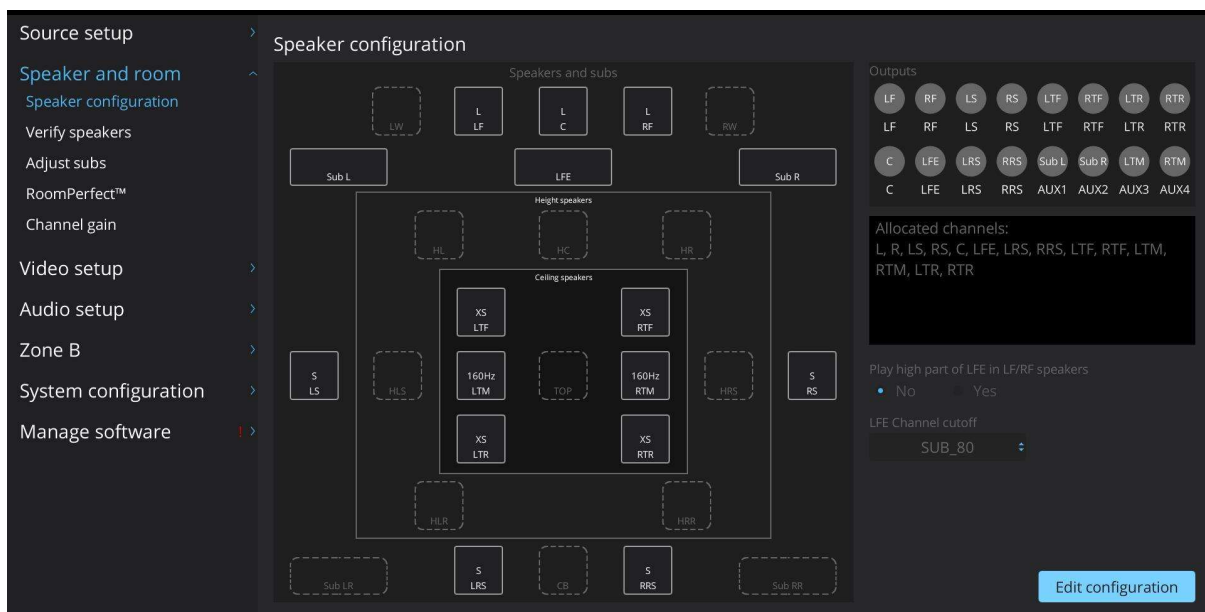 Source setup
Speaker and room
Speaker configuration
Verify speakers
Adjust subs
RoomPerfect™
Channel gain
Video setup
Audio setup
Zone B
System configuration
Manage software !
Speaker configuration
Speakers and subs
LW
L
LF
L
C
L
RF
RW
Sub L
LFE
Sub R
Height speakers
HL
HC
HR
Ceiling speakers
XS
LTF
XS
RTF
S
LS
HLS
160Hz
LTM
TOP
160Hz
RTM
HRS
S
RS
XS
LTR
XS
RTR
HLR
HRR
Sub LR
S
LRS
CB
S
RRS
Sub RR
Outputs
LF RF LS RS LTF RTF LTR RTR
LF RF LS RS LTF RTF LTR RTR
C LFE LRS RRS Sub L Sub R LTM RTM
C LFE LRS RRS AUX1 AUX2 AUX3 AUX4
Allocated channels:
L, R, LS, RS, C, LFE, LRS, RRS, LTF, RTF, LTM,
RTM, LTR, RTR
Play high part of LFE in LF/RF speakers
No Yes
LFE Channel cutoff
SUB_80
Edit configuration